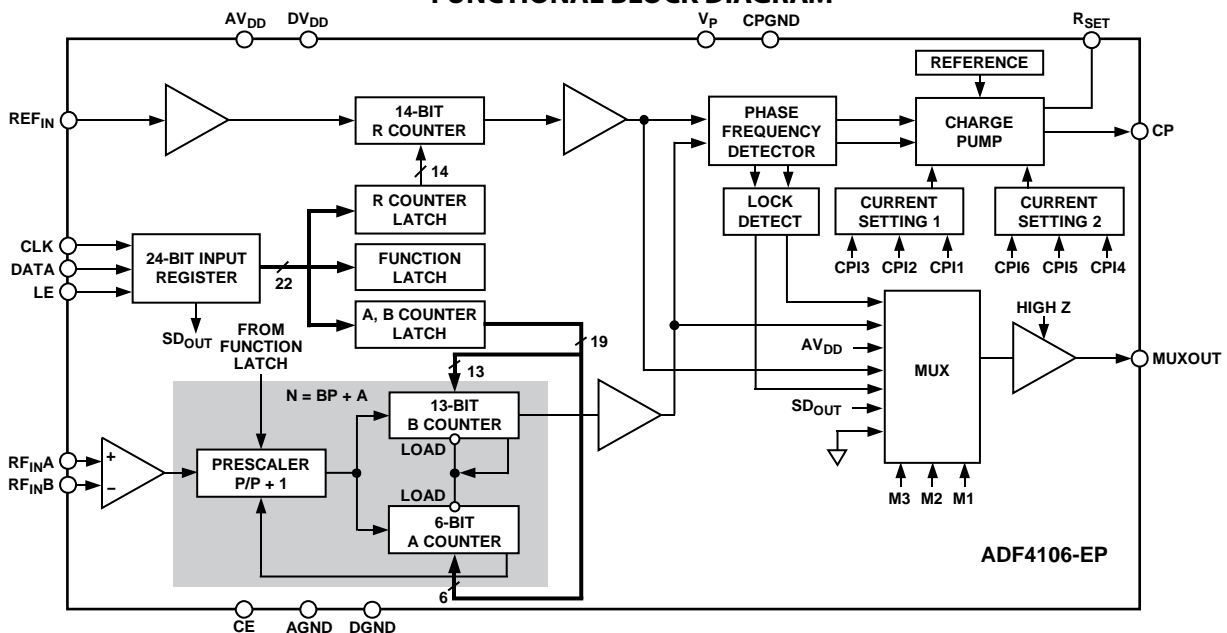 FUNCTIONAL BLOCK DIAGRAM
AVDD
DVDD
VP
CPGND
RSET
REFERENCE
REFIN
14-BIT
R COUNTER
PHASE
FREQUENCY
DETECTOR
CHARGE
PUMP
CP
14
R COUNTER
LATCH
LOCK
DETECT
CURRENT
SETTING 1
CURRENT
SETTING 2
CLK
DATA
LE
24-BIT INPUT
REGISTER
22
FUNCTION
LATCH
CPI3
CPI2
CPI1
CPI6
CPI5
CPI4
SDOUT
A, B COUNTER
LATCH
HIGH Z
FROM
FUNCTION
LATCH
19
AVDD
MUX
MUXOUT
13
N = BP + A
13-BIT
B COUNTER
SDOUT
LOAD
RFINA
RFINB
+
–
PRESCALER
P/P + 1
LOAD
M3
M2
M1
6-BIT
A COUNTER
ADF4106-EP
6
CE
AGND
DGND